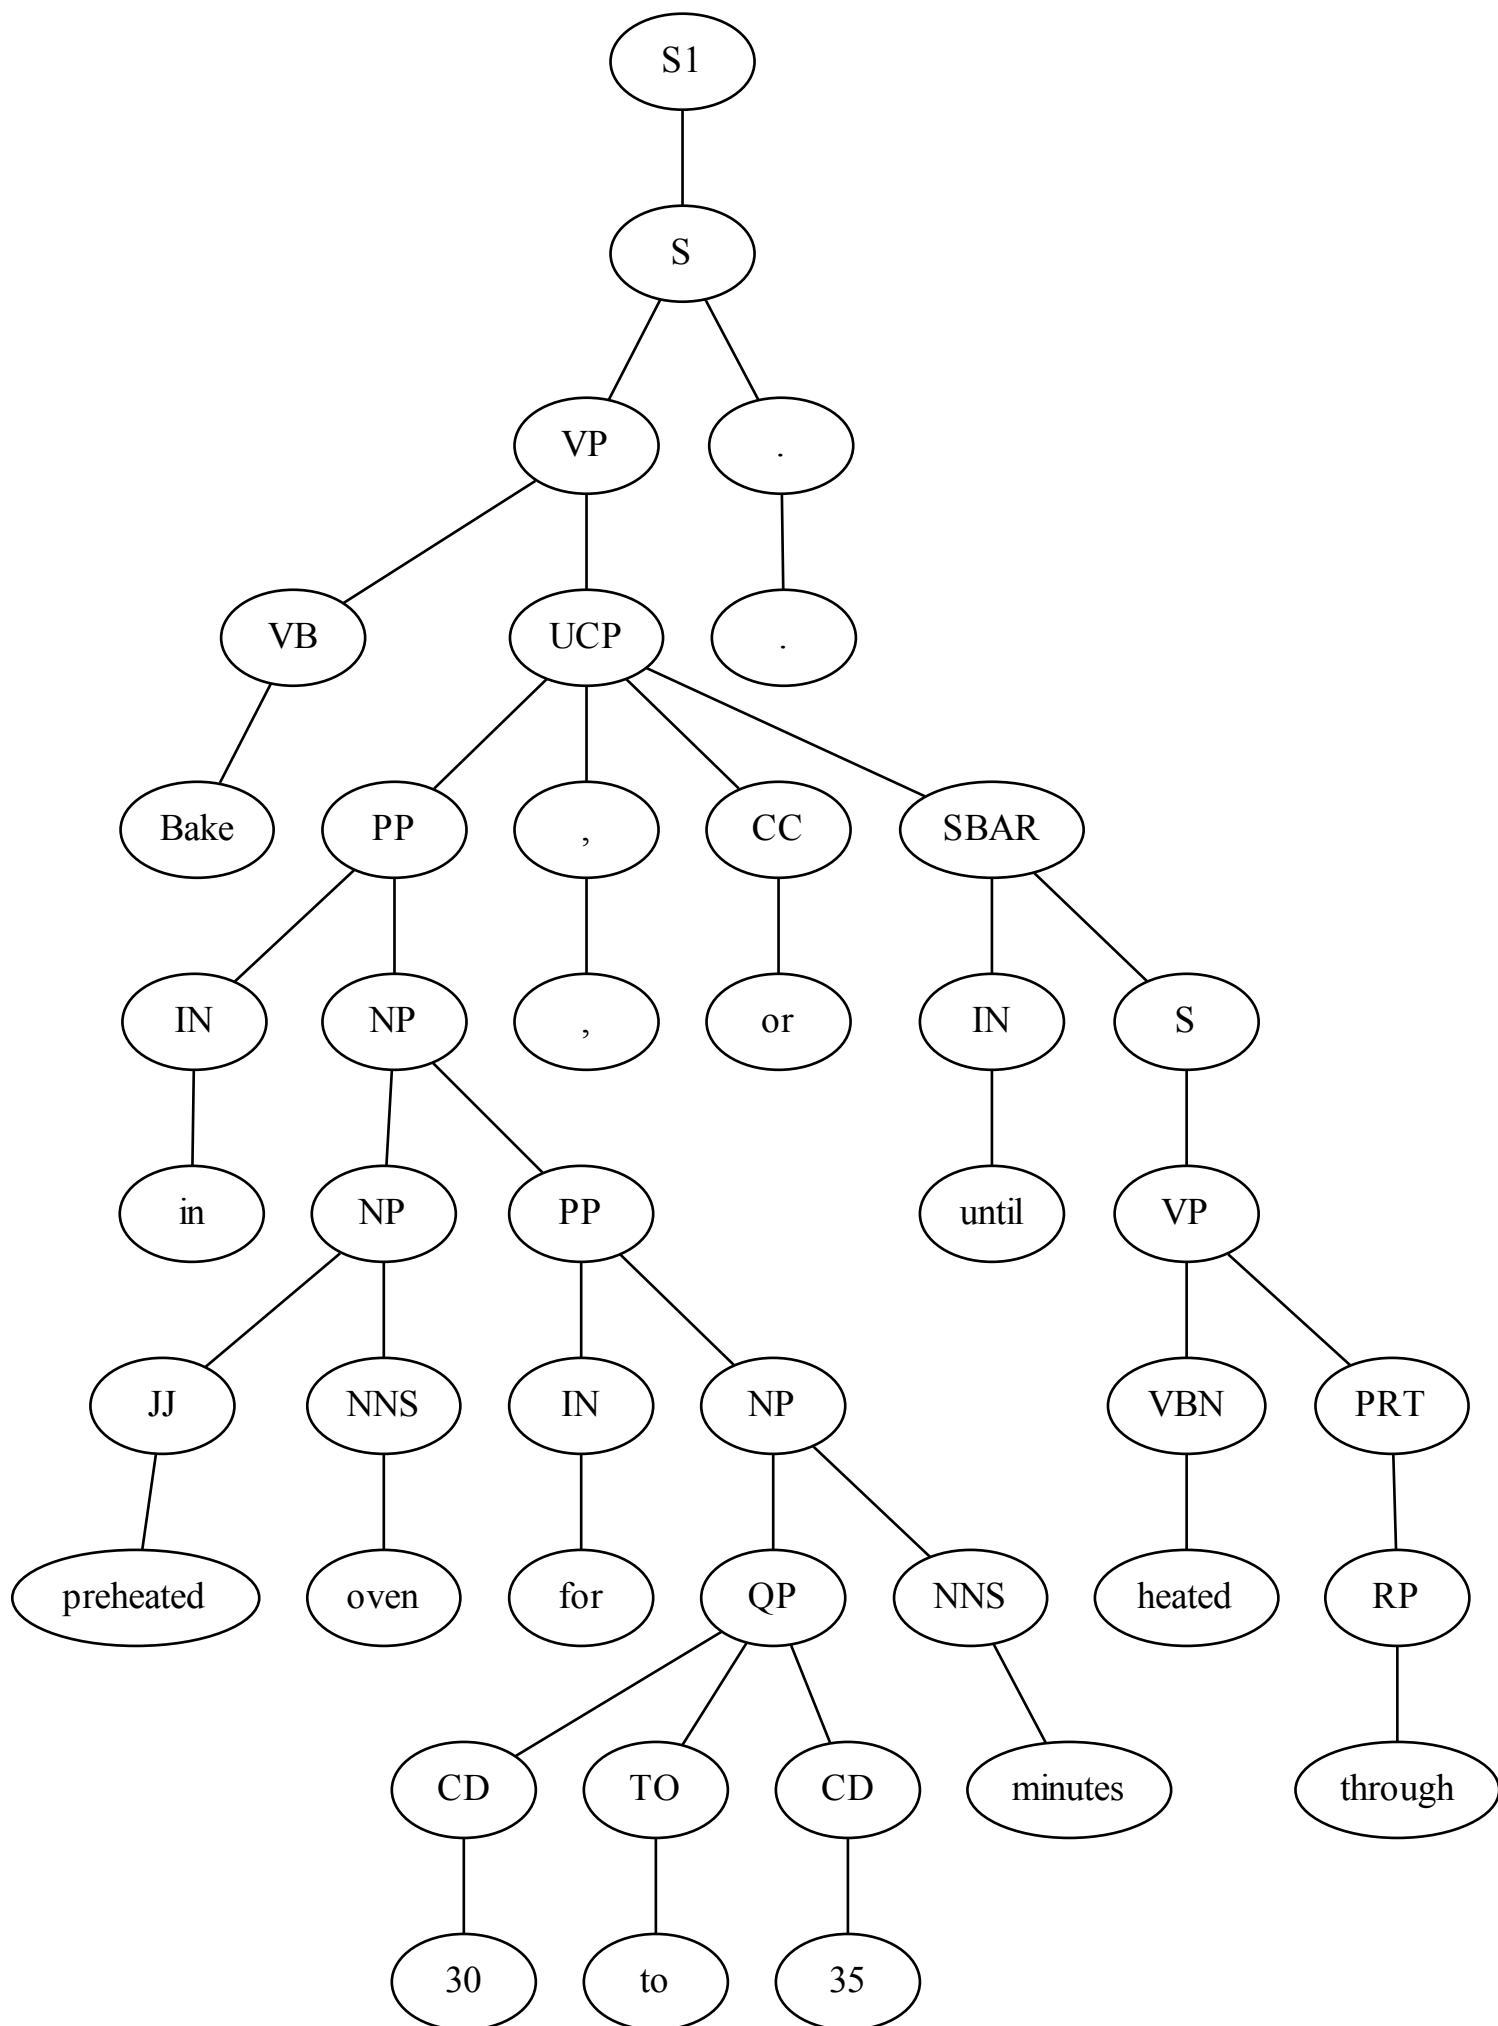 S1
S
VP .
VB UCP .
Bake PP , CC SBAR
IN NP , or IN S
in NP PP until VP
JJ NNS IN NP VBN PRT
preheated oven for QP NNS heated RP
CD TO CD minutes through
30 to 35